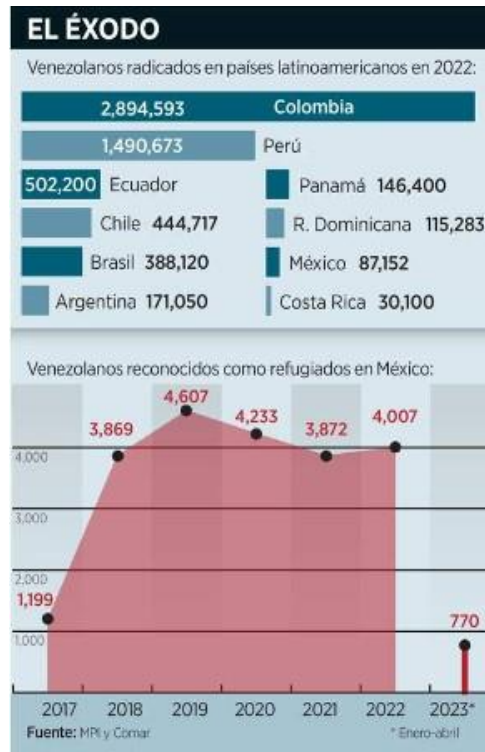 EL ÉXODO
Venezolanos radicados en países latinoamericanos en 2022:
2,894,593 Colombia
1,490,673 Perú
502,200 Ecuador
Chile 444,717
Brasil 388,120
Argentina 171,050
Panamá 146,400
R. Dominicana 115,283
México 87,152
Costa Rica 30,100
Venezolanos reconocidos como refugiados en México:
4,607
4,233
4,007
3,869
3,872
4,000
3,000
2,000
1,199
770
1,000
2017 2018 2019 2020 2021 2022 2023*
Fuente: MPI y Comar
* Enero-abril